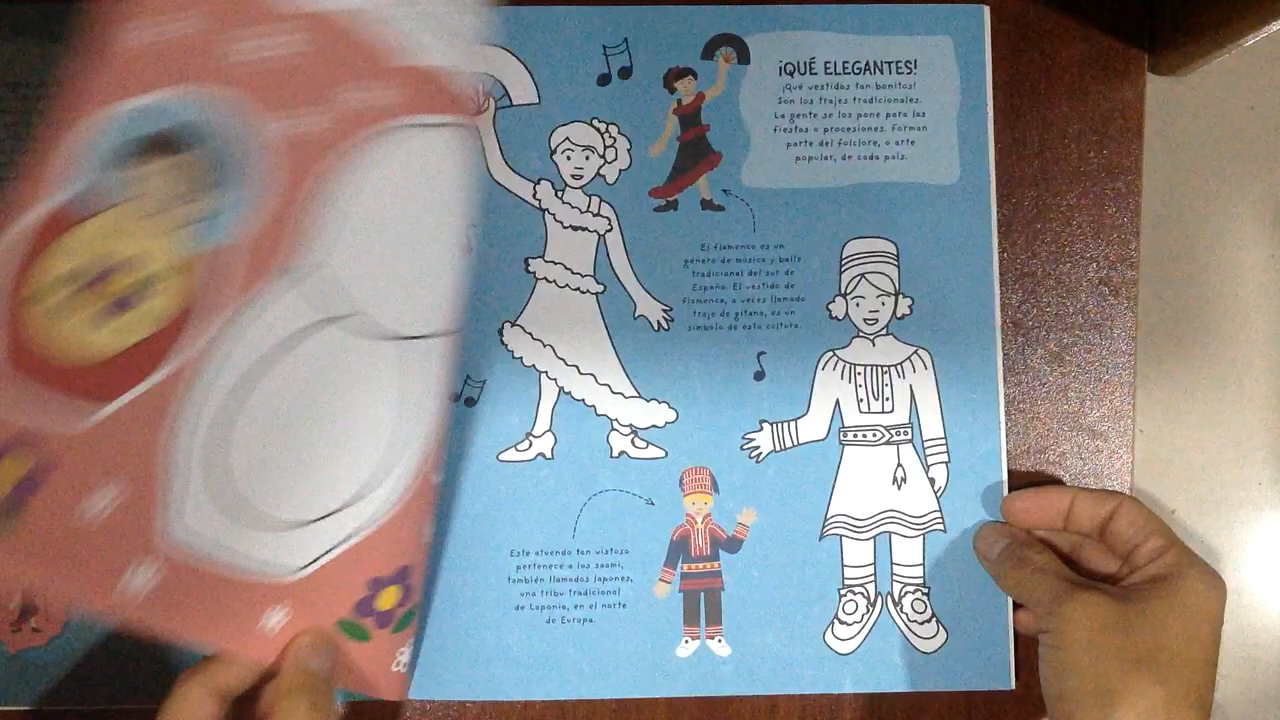 ¡QUÉ ELEGANTES!
¡Qué vestidos tan bonitos!
Son los trajes tradicionales.
La gente se los pone para las
fiestas o procesiones. Forman
parte del folclore, o arte
popular, de cada país.
El flamenco es un
género de música y baile
tradicional del sur de
España. El vestido de
flamenca, a veces llamado
traje de gitana, es un
símbolo de esta cultura.
Este atuendo tan vistoso
pertenece a los saami,
también llamados lapones,
una tribu tradicional
de Laponia, en el norte
de Europa.